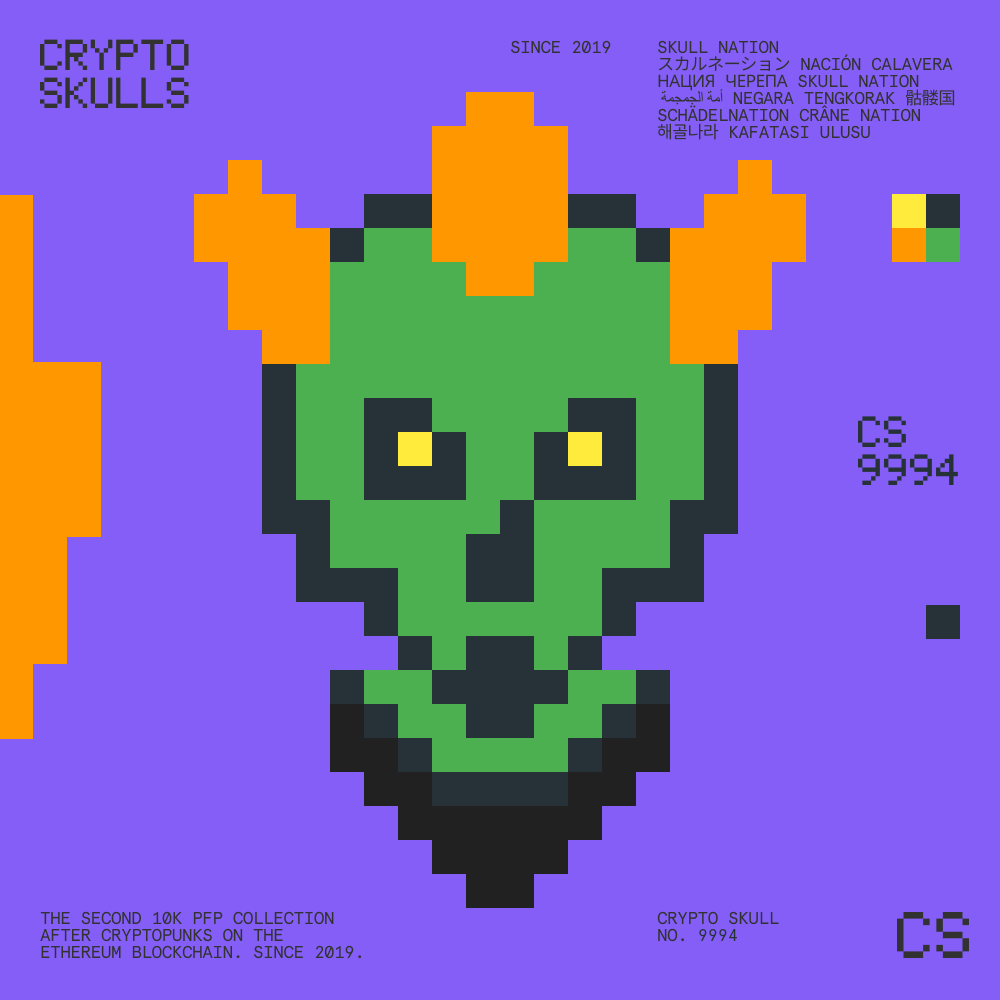 CRYPTO
SKULLS
SINCE 2019
SKULL NATION
スカルネーション NACIÓN CALAVERA
НАЦИЯ ЧЕРЕПА SKULL NATION
أمة الجمجمة NEGARA TENGKORAK 骷髅国
SCHÄDELNATION CRÂNE NATION
해골나라 KAFATASI ULUSU
CS
9994
THE SECOND 10K PFP COLLECTION
AFTER CRYPTOPUNKS ON THE
ETHEREUM BLOCKCHAIN. SINCE 2019.
CRYPTO SKULL
NO. 9994
CS